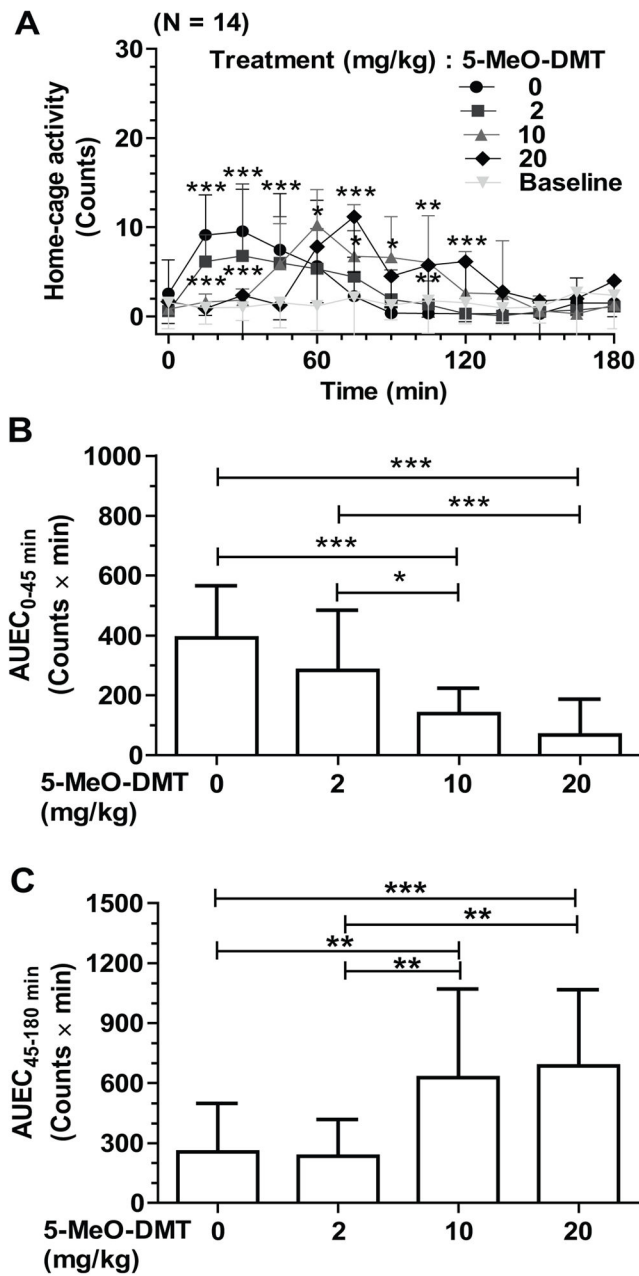 A
(N = 14)
Treatment (mg/kg) : 5-MeO-DMT
0
2
10
20
Baseline
Home-cage activity
(Counts)
30
20
10
0
*** *** *** * *** ** ***
* *
*** *** **
0 60 120 180
Time (min)
B
AUEC0-45 min
(Counts × min)
1000
800
600
400
200
0
***
***
***
*
5-MeO-DMT 0 2 10 20
(mg/kg)
C
AUEC45-180 min
(Counts × min)
1500
1200
900
600
300
0
***
**
**
**
5-MeO-DMT 0 2 10 20
(mg/kg)